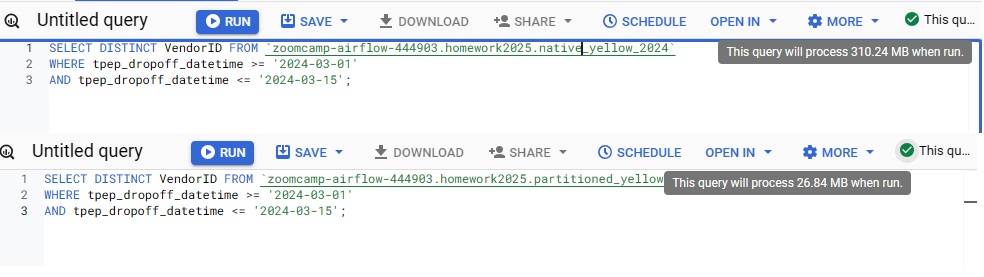 Untitled query RUN SAVE DOWNLOAD SHARE SCHEDULE OPEN IN MORE This qu...
1 SELECT DISTINCT VendorID FROM `zoomcamp-airflow-444903.homework2025.native_yellow_2024`
This query will process 310.24 MB when run.
2 WHERE tpep_dropoff_datetime >= '2024-03-01'
3 AND tpep_dropoff_datetime <= '2024-03-15';
Untitled query RUN SAVE DOWNLOAD SHARE SCHEDULE OPEN IN MORE This qu...
1 SELECT DISTINCT VendorID FROM `zoomcamp-airflow-444903.homework2025.partitioned_yellow
This query will process 26.84 MB when run.
2 WHERE tpep_dropoff_datetime >= '2024-03-01'
3 AND tpep_dropoff_datetime <= '2024-03-15';